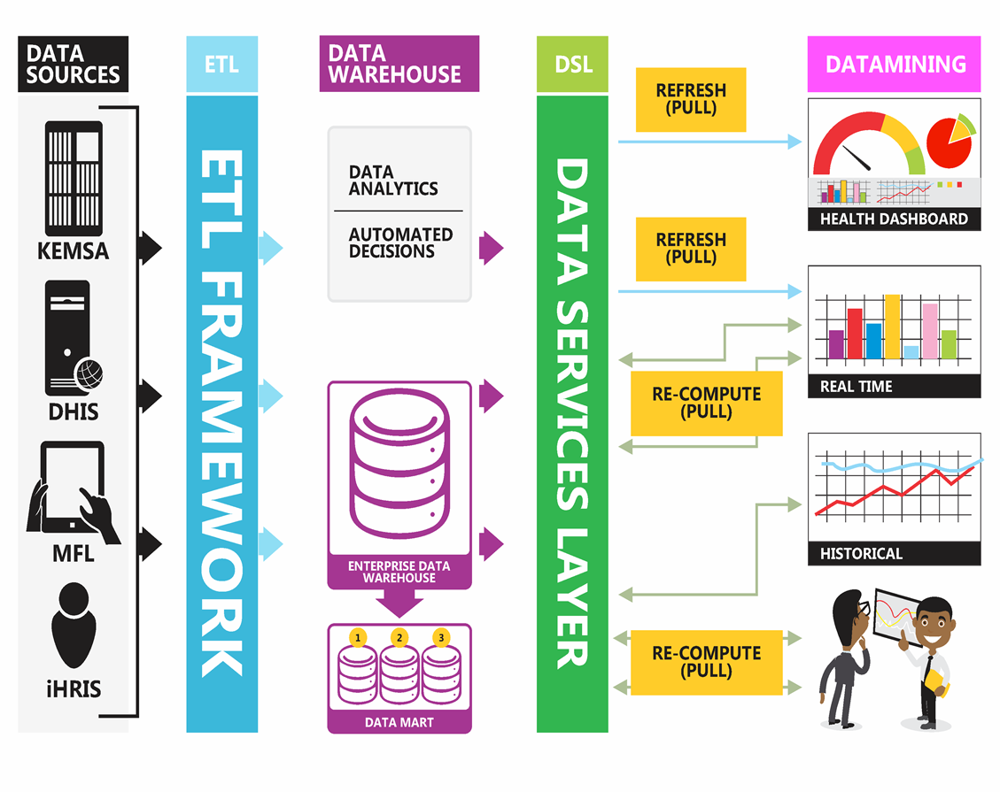 DATA
SOURCES
KEMSA
DHIS
MFL
iHRIS
ETL
ETL FRAMEWORK
DATA
WAREHOUSE
DATA
ANALYTICS
AUTOMATED
DECISIONS
ENTERPRISE DATA
WAREHOUSE
1 2 3
DATA MART
DSL
DATA SERVICES LAYER
REFRESH
(PULL)
REFRESH
(PULL)
RE-COMPUTE
(PULL)
RE-COMPUTE
(PULL)
DATAMINING
HEALTH DASHBOARD
REAL TIME
HISTORICAL